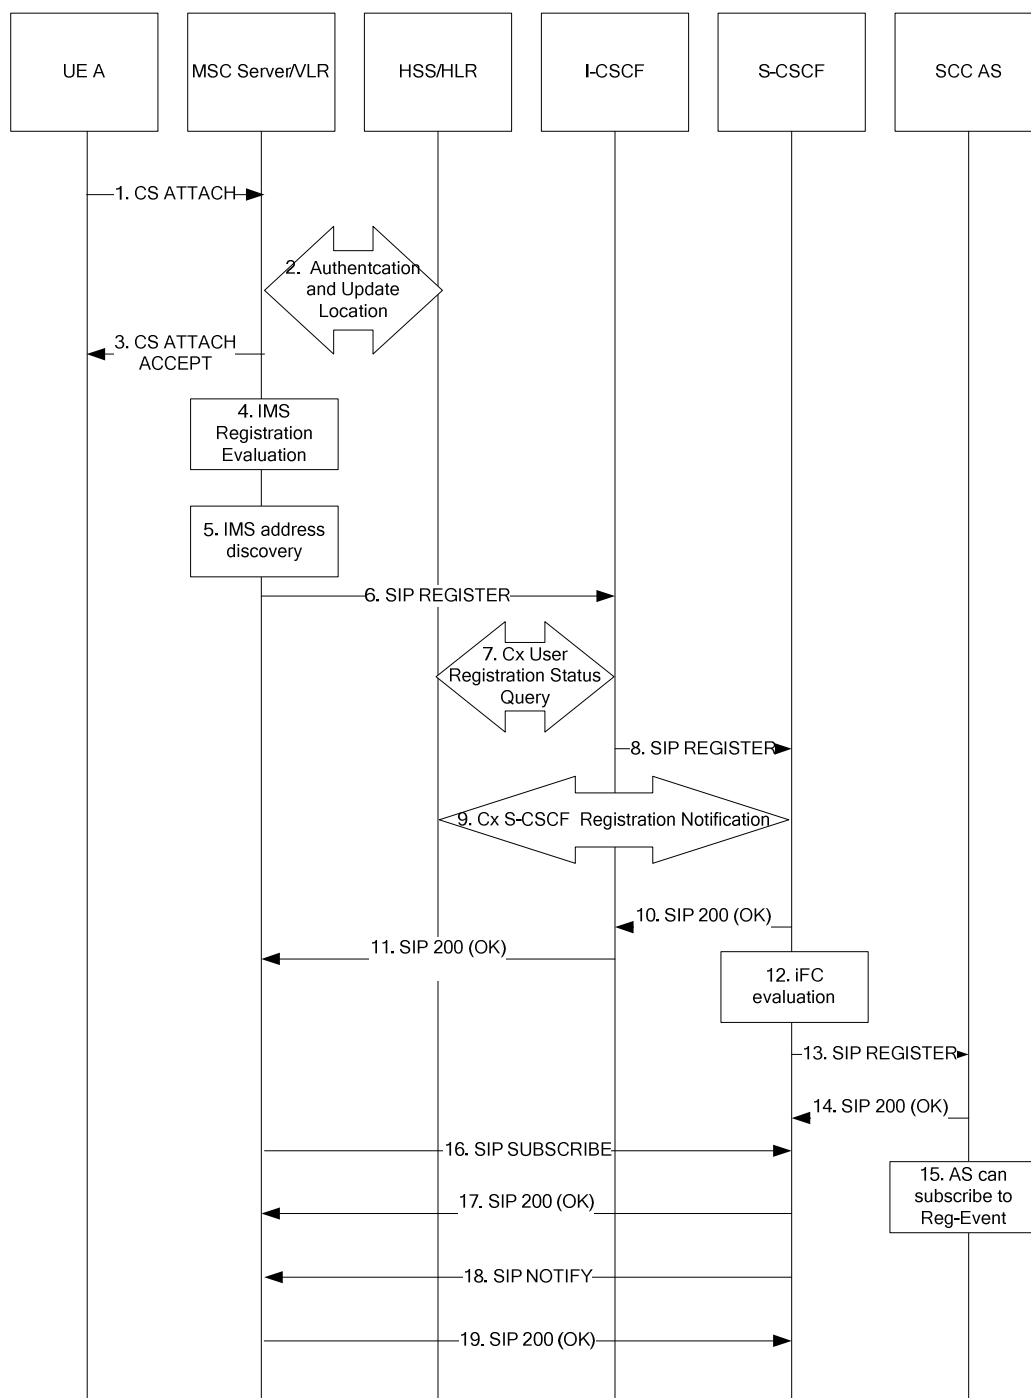 UE A
MSC Server/VLR
HSS/HLR
I-CSCF
S-CSCF
SCC AS
1. CS ATTACH
2. Authentcation
and Update
Location
3. CS ATTACH
ACCEPT
4. IMS
Registration
Evaluation
5. IMS address
discovery
6. SIP REGISTER
7. Cx User
Registration Status
Query
8. SIP REGISTER
9. Cx S-CSCF Registration Notification
10. SIP 200 (OK)
11. SIP 200 (OK)
12. iFC
evaluation
13. SIP REGISTER
14. SIP 200 (OK)
16. SIP SUBSCRIBE
15. AS can
subscribe to
Reg-Event
17. SIP 200 (OK)
18. SIP NOTIFY
19. SIP 200 (OK)